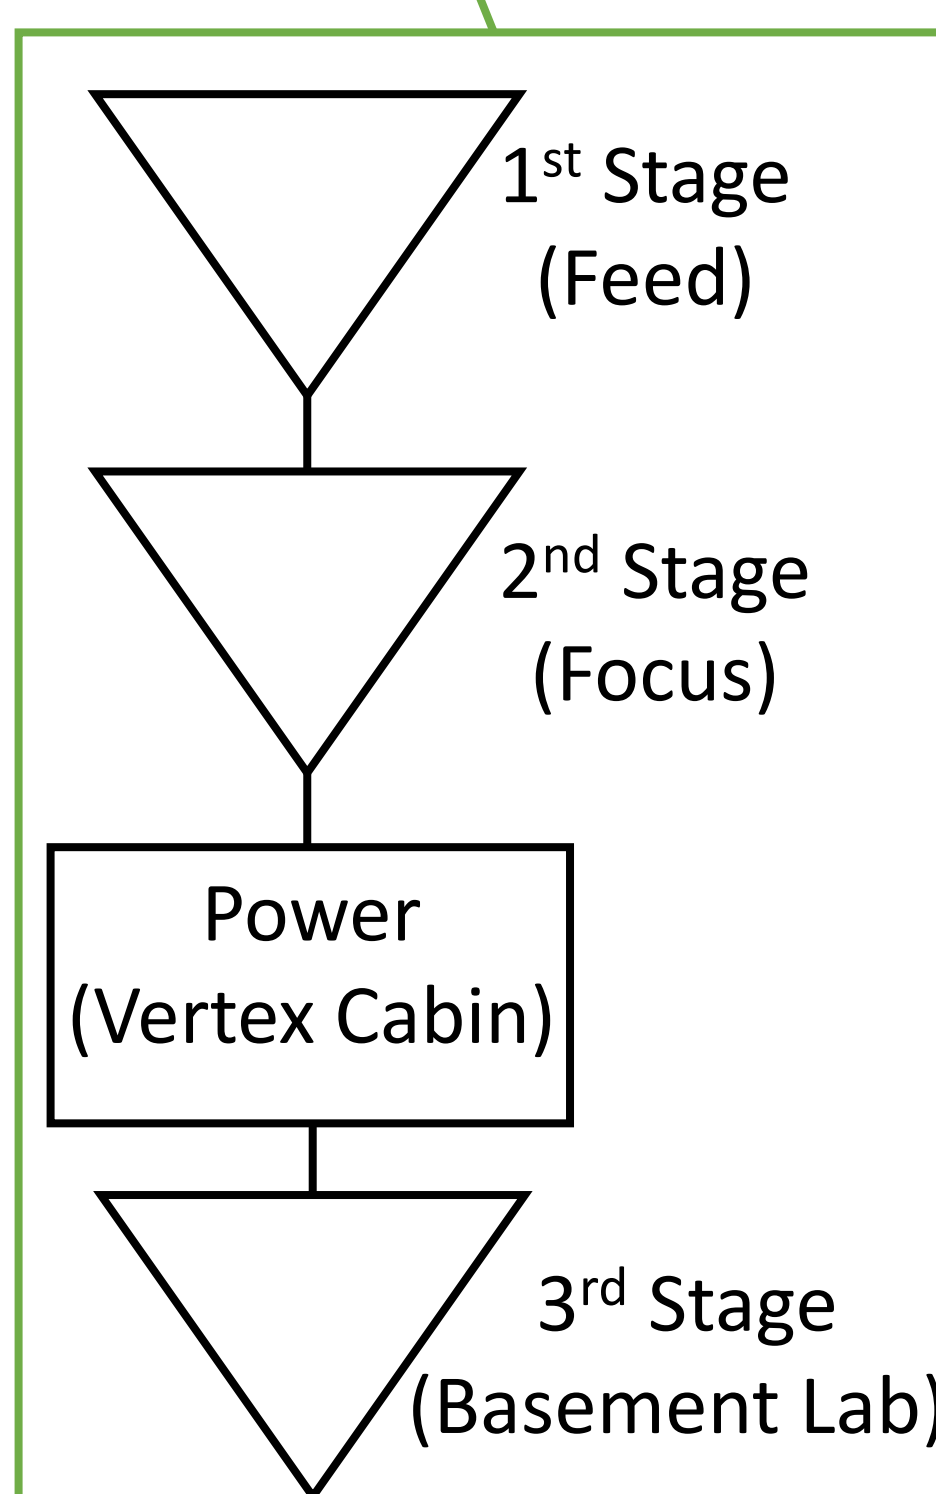 1st Stage
(Feed)
2nd Stage
(Focus)
Power
(Vertex Cabin)
3rd Stage
(Basement Lab)